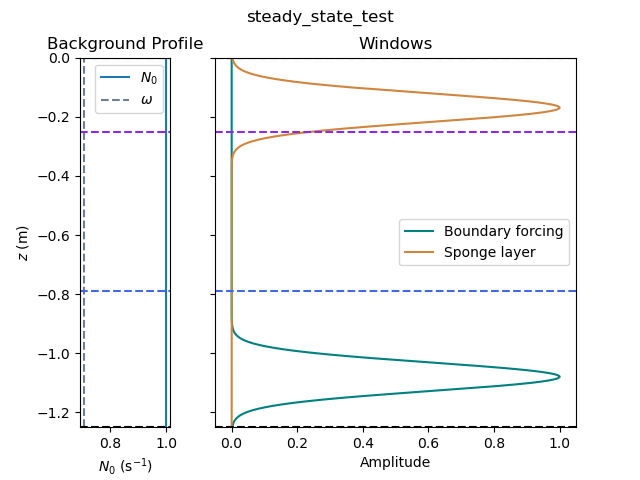 steady_state_test
Background Profile
Windows
N₀
ω
Boundary forcing
Sponge layer
0.0
−0.2
−0.4
−0.6
−0.8
−1.0
−1.2
z (m)
0.8 1.0
N₀ (s⁻¹)
0.0 0.2 0.4 0.6 0.8 1.0
Amplitude